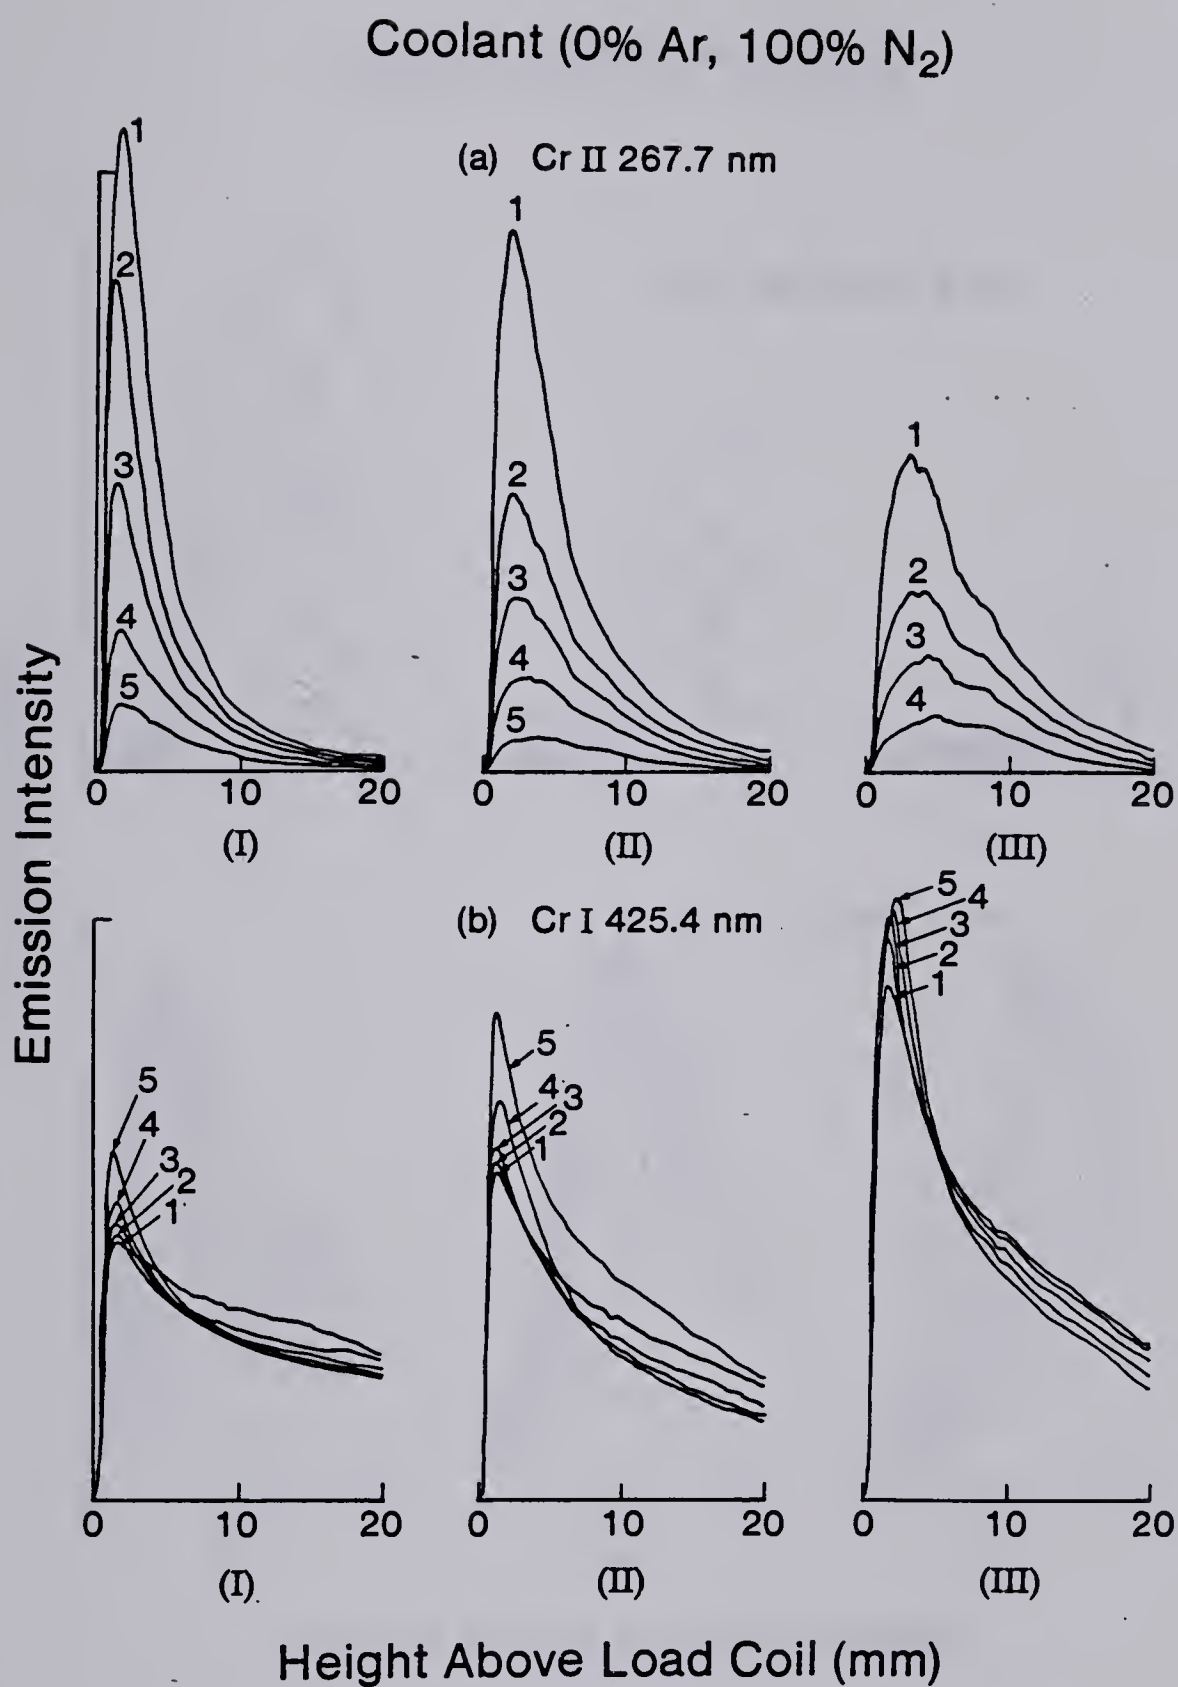 Coolant (0% Ar, 100% N₂)
(a) Cr II 267.7 nm
1
2
3
4
5
0 10 20
(I)
1
2
3
4
5
0 10 20
(II)
1
2
3
4
0 10 20
(III)
Emission Intensity
(b) Cr I 425.4 nm
5
4
3
2
1
0 10 20
(I)
5
4
3
2
1
0 10 20
(II)
5
4
3
2
1
0 10 20
(III)
Height Above Load Coil (mm)